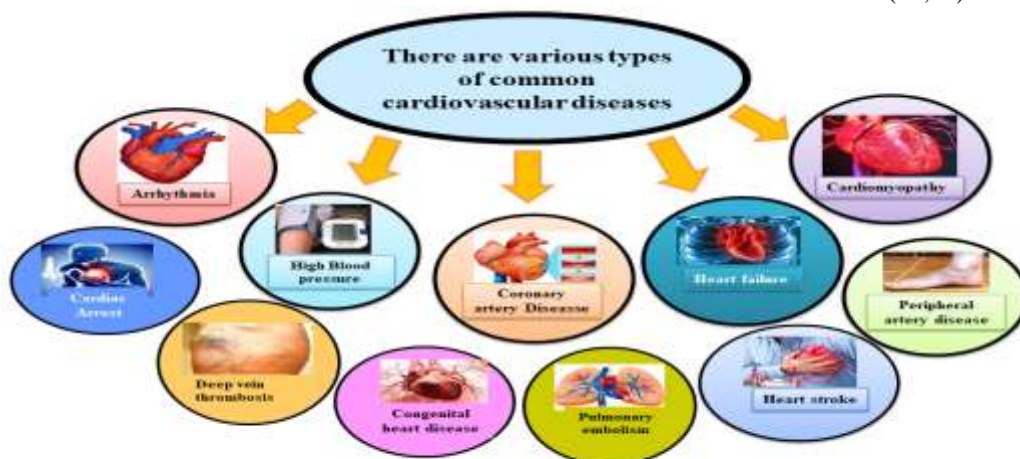 There are various types
of common
cardiovascular diseases
Arrhythmia
Cardiomyopathy
High Blood
pressure
Coronary
artery Diseasse
Heart failure
Cardiac
Arrest
Peripheral
artery disease
Deep vein
thrombosis
Congenital
heart disease
Pulmonary
embolism
Heart stroke